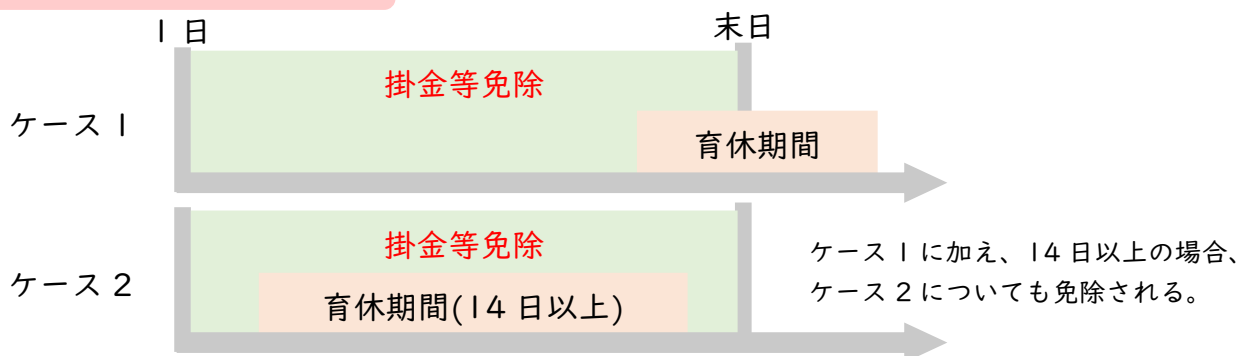 1日
末日
掛金等免除
ケース1
育休期間
掛金等免除
ケース2
育休期間(14日以上)
ケース1に加え、14日以上の場合、
ケース2についても免除される。